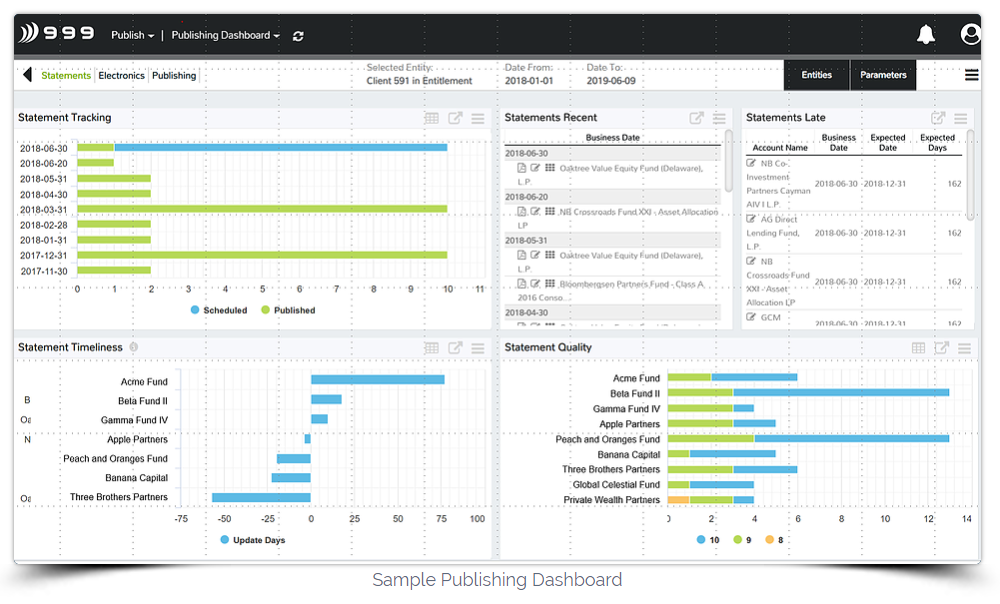 999 Publish | Publishing Dashboard
Statements Electronics Publishing
Selected Entity:
Client 591 in Entitlement
Date From:
2018-01-01
Date To:
2019-06-09
Entities Parameters
Statement Tracking
2018-06-30
2018-06-20
2018-05-31
2018-04-30
2018-03-31
2018-02-28
2018-01-31
2017-12-31
2017-11-30
0 1 2 3 4 5 6 7 8 9 10 11
Scheduled Published
Statements Recent
Business Date
2018-06-30
Oaktree Value Equity Fund (Delaware),
L.P.
2018-06-20
NB Crossroads Fund XXI - Asset Allocation
LP
2018-05-31
Oaktree Value Equity Fund (Delaware),
L.P.
Bloombergsen Partners Fund - Class A
2016 Conso...
2018-04-30
Statements Late
Account Name Business Date Expected Date Expected Days
NB Co-
Investment
Partners Cayman
AIV I L.P.
2018-06-30 2018-12-31 162
AG Direct
Lending Fund,
L.P.
2018-06-30 2018-12-31 162
NB
Crossroads Fund
XXI - Asset
Allocation LP
2018-06-30 2018-12-31 162
GCM
2018-06-30 2018-12-31 162
Statement Timeliness
Acme Fund
B Beta Fund II
Oa Gamma Fund IV
N Apple Partners
Peach and Oranges Fund
Banana Capital
Oa Three Brothers Partners
-75 -50 -25 0 25 50 75 100
Update Days
Statement Quality
Acme Fund
Beta Fund II
Gamma Fund IV
Apple Partners
Peach and Oranges Fund
Banana Capital
Three Brothers Partners
Global Celestial Fund
Private Wealth Partners
0 2 4 6 8 10 12 14
10 9 8
Sample Publishing Dashboard